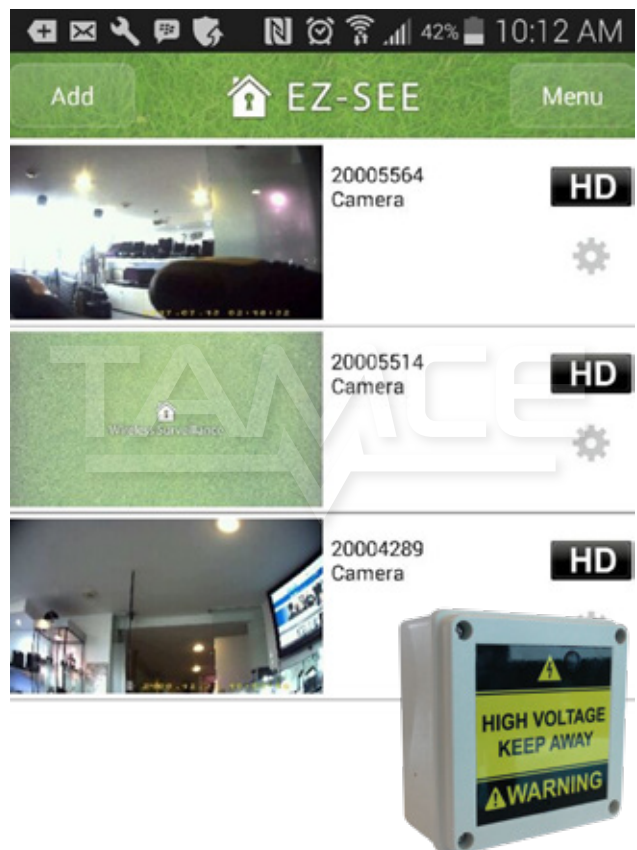 42%
10:12 AM
Add
EZ-SEE
Menu
20005564
Camera
HD
20005514
Camera
HD
Wireless Surveillance
TAMCE
20004289
Camera
HD
HIGH VOLTAGE
KEEP AWAY
WARNING